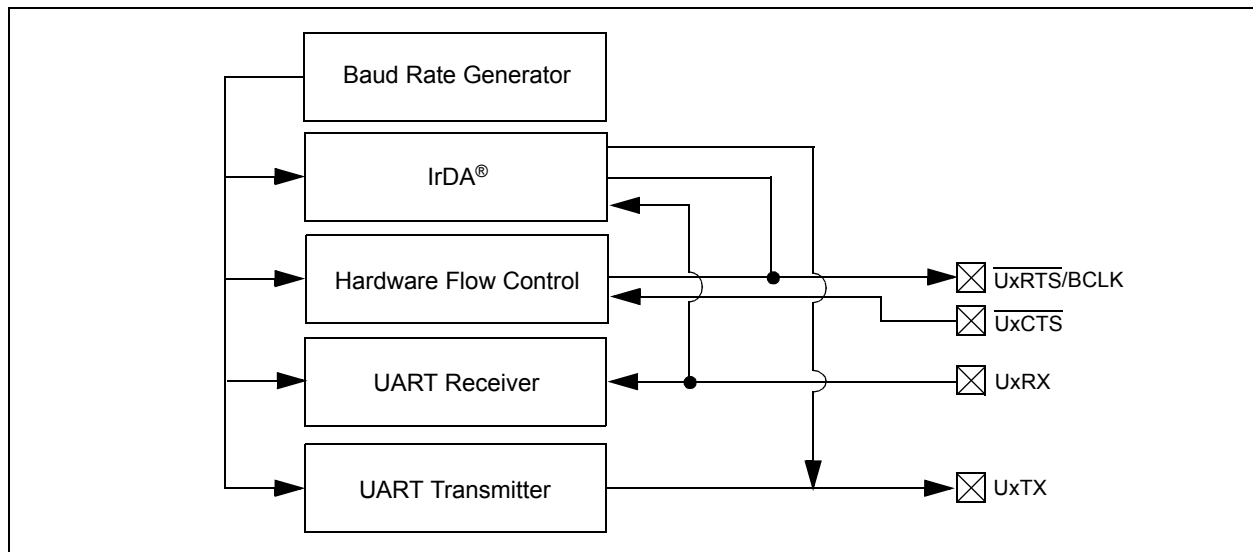 Baud Rate Generator
IrDA®
Hardware Flow Control
UxRTS/BCLK
UxCTS
UART Receiver
UxRX
UART Transmitter
UxTX